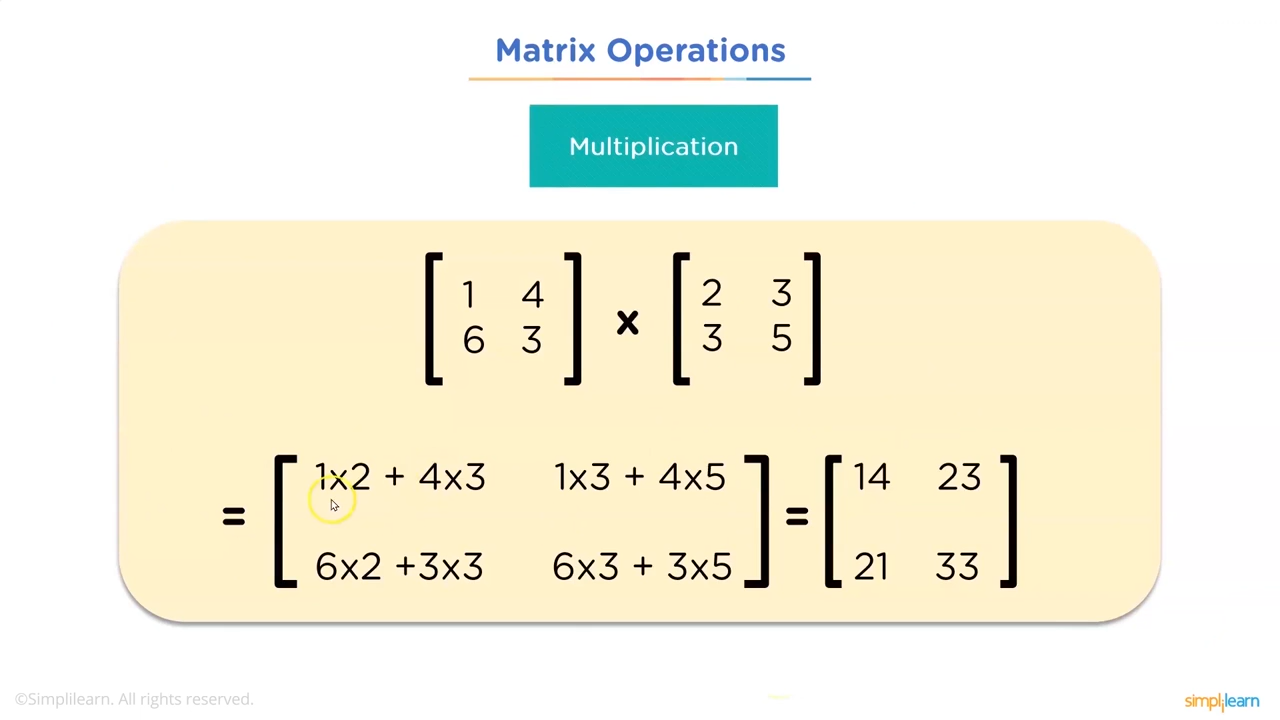 Matrix Operations
Multiplication
[ 1 4 ] x [ 2 3 ]
[ 6 3 ] [ 3 5 ]
= [ 1x2 + 4x3 1x3 + 4x5 ] = [ 14 23 ]
[ 6x2 +3x3 6x3 + 3x5 ] [ 21 33 ]
©Simplilearn. All rights reserved.
simplilearn